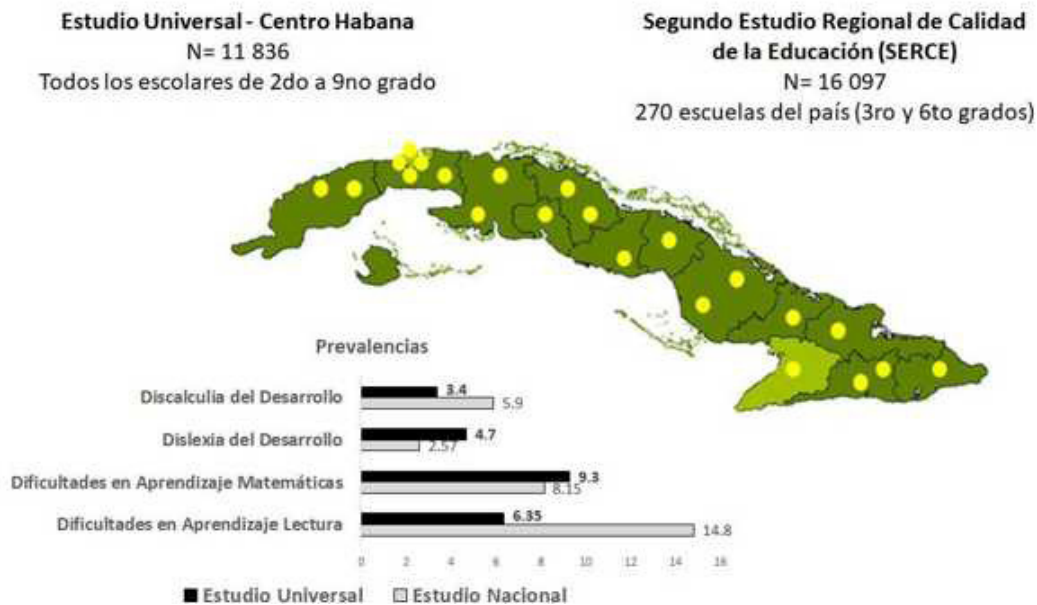 Estudio Universal - Centro Habana
N= 11 836
Todos los escolares de 2do a 9no grado
Segundo Estudio Regional de Calidad
de la Educación (SERCE)
N= 16 097
270 escuelas del país (3ro y 6to grados)
Prevalencias
Discalculia del Desarrollo
3.4
5.9
Dislexia del Desarrollo
4.7
2.57
Dificultades en Aprendizaje Matemáticas
9.3
8.15
Dificultades en Aprendizaje Lectura
6.35
14.8
0 2 4 6 8 10 12 14 16
Estudio Universal Estudio Nacional